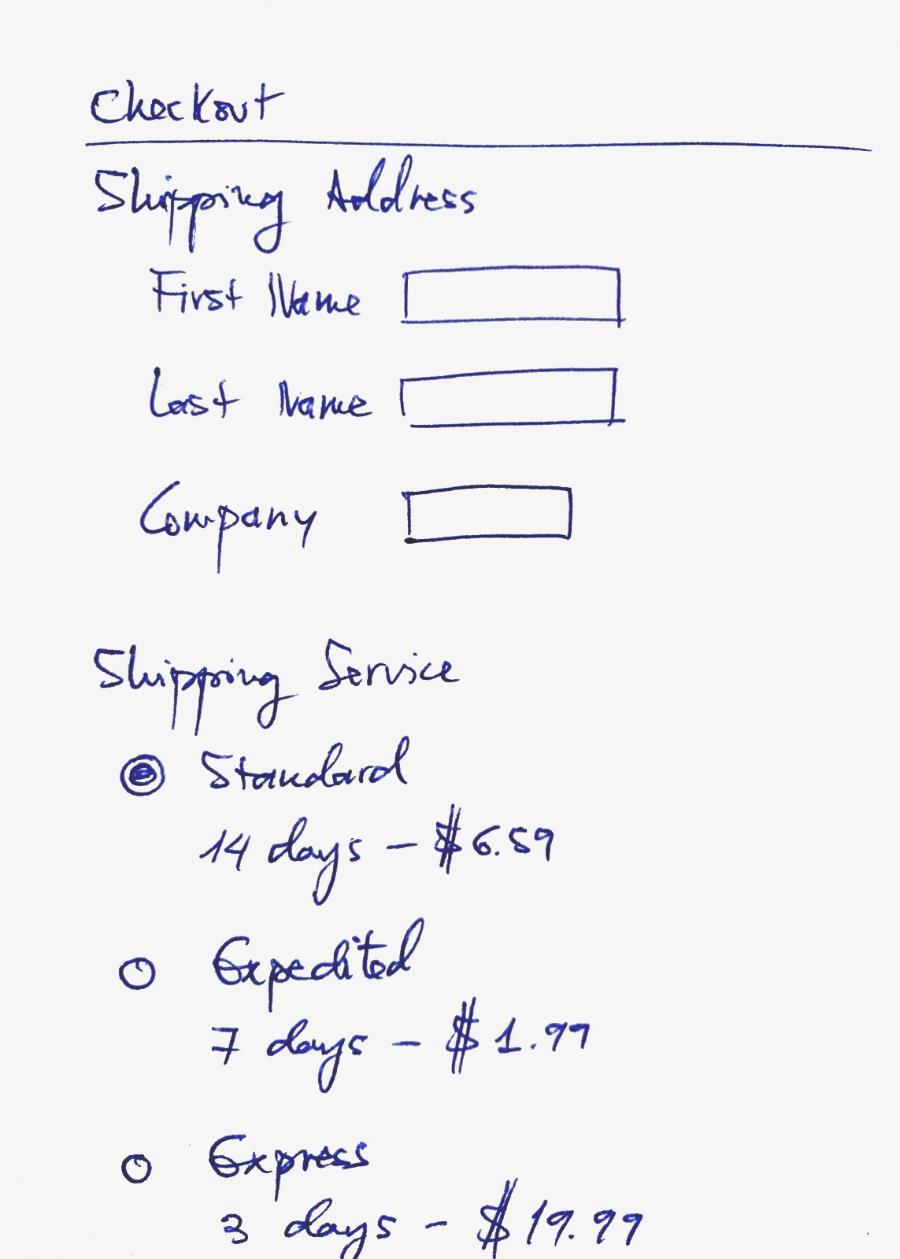 Checkout
Shipping Address
First Name
Last Name
Company
Shipping Service
Standard
14 days - $6.59
Expedited
7 days - $1.99
Express
3 days - $19.99